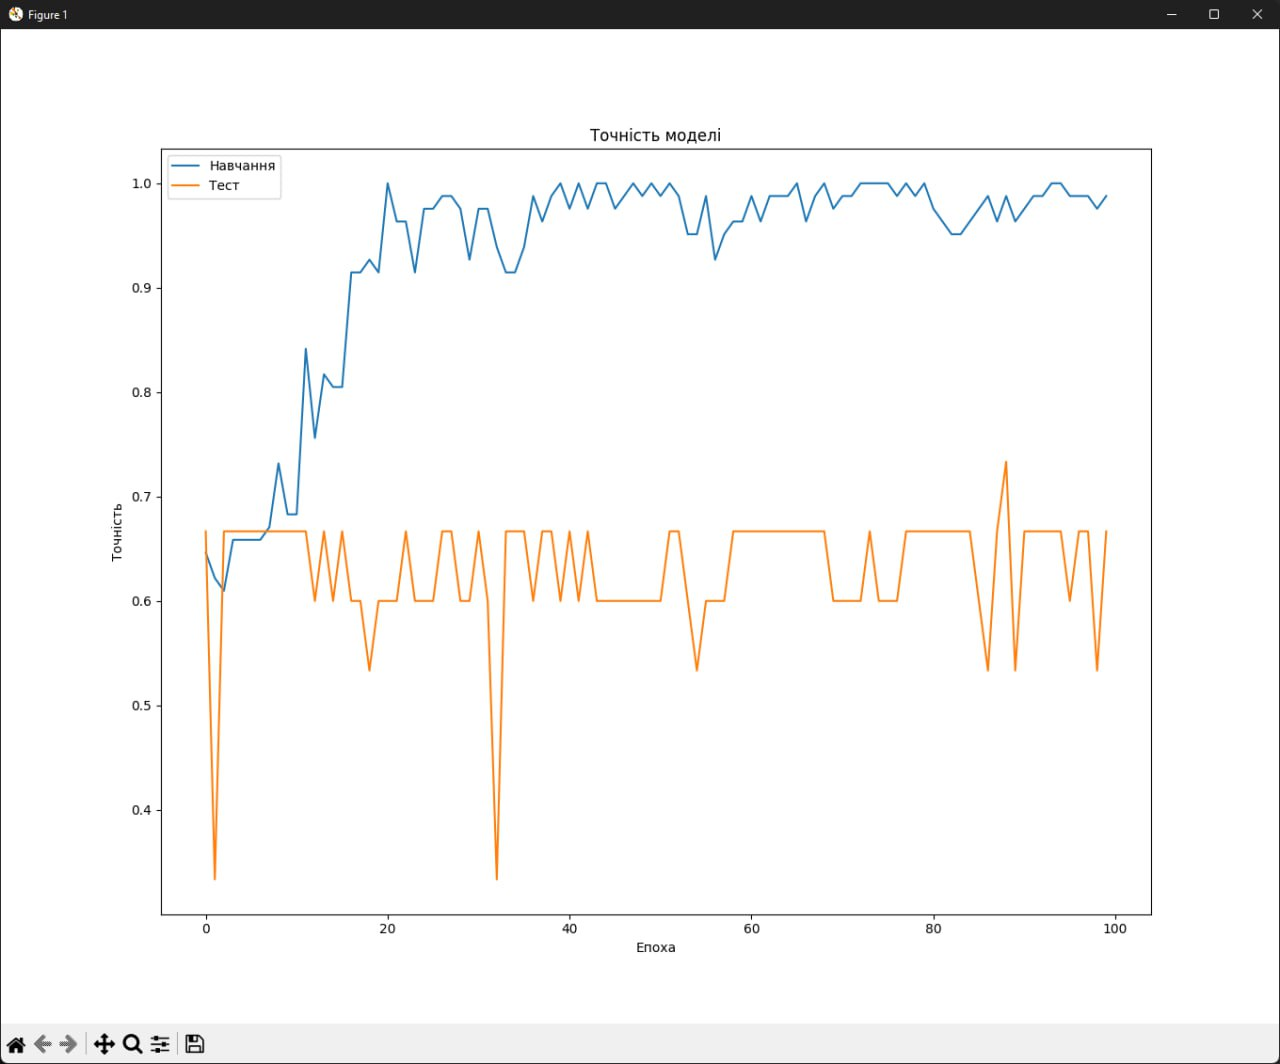 Figure 1
Точність моделі
Навчання
Тест
1.0
0.9
0.8
0.7
0.6
0.5
0.4
Точність
0 20 40 60 80 100
Епоха